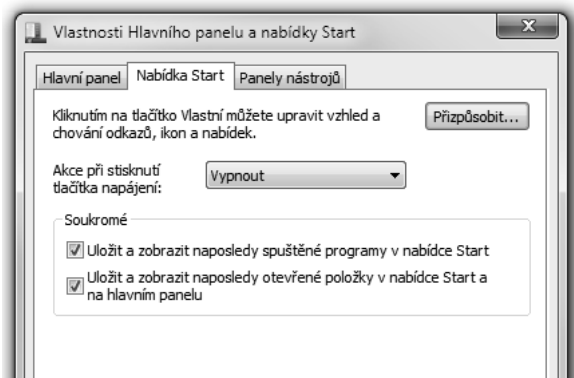 Vlastnosti Hlavního panelu a nabídky Start
Hlavní panel Nabídka Start Panely nástrojů
Kliknutím na tlačítko Vlastní můžete upravit vzhled a
chování odkazů, ikon a nabídek.
Přizpůsobit...
Akce při stisknutí
tlačítka napájení:
Vypnout
Soukromé
Uložit a zobrazit naposledy spuštěné programy v nabídce Start
Uložit a zobrazit naposledy otevřené položky v nabídce Start a
na hlavním panelu